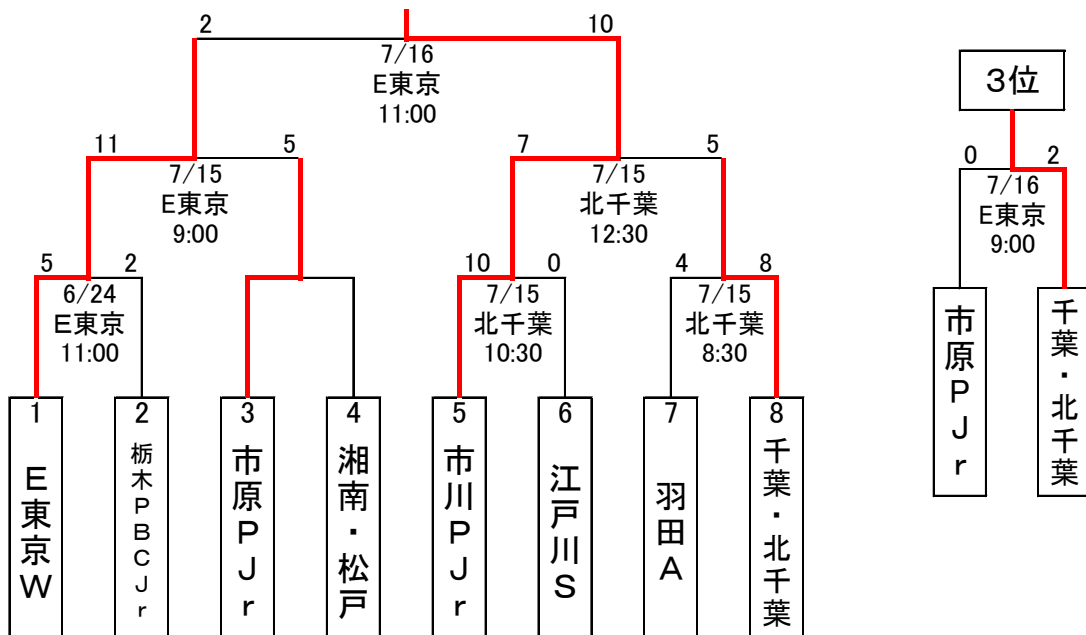 2
10
7/16
E東京
11:00
3位
11
5
7
5
0
2
7/15
E東京
9:00
7/15
北千葉
12:30
7/16
E東京
9:00
5
2
10
0
4
8
6/24
E東京
11:00
7/15
北千葉
10:30
7/15
北千葉
8:30
市原PJr
千葉・北千葉
1
E東京W
2
栃木PBCJr
3
市原PJr
4
湘南・松戸
5
市川PJr
6
江戸川S
7
羽田A
8
千葉・北千葉